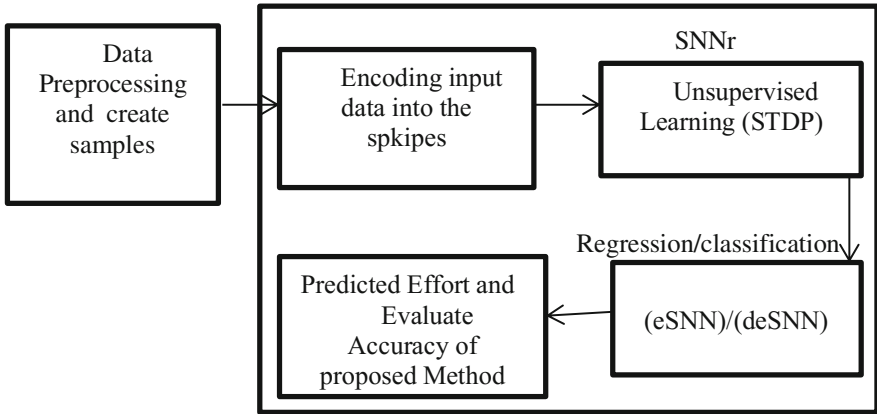 Data
Preprocessing
and create
samples
SNNr
Encoding input
data into the
spkipes
Unsupervised
Learning (STDP)
Regression/classification
(eSNN)/(deSNN)
Predicted Effort and
Evaluate
Accuracy of
proposed Method